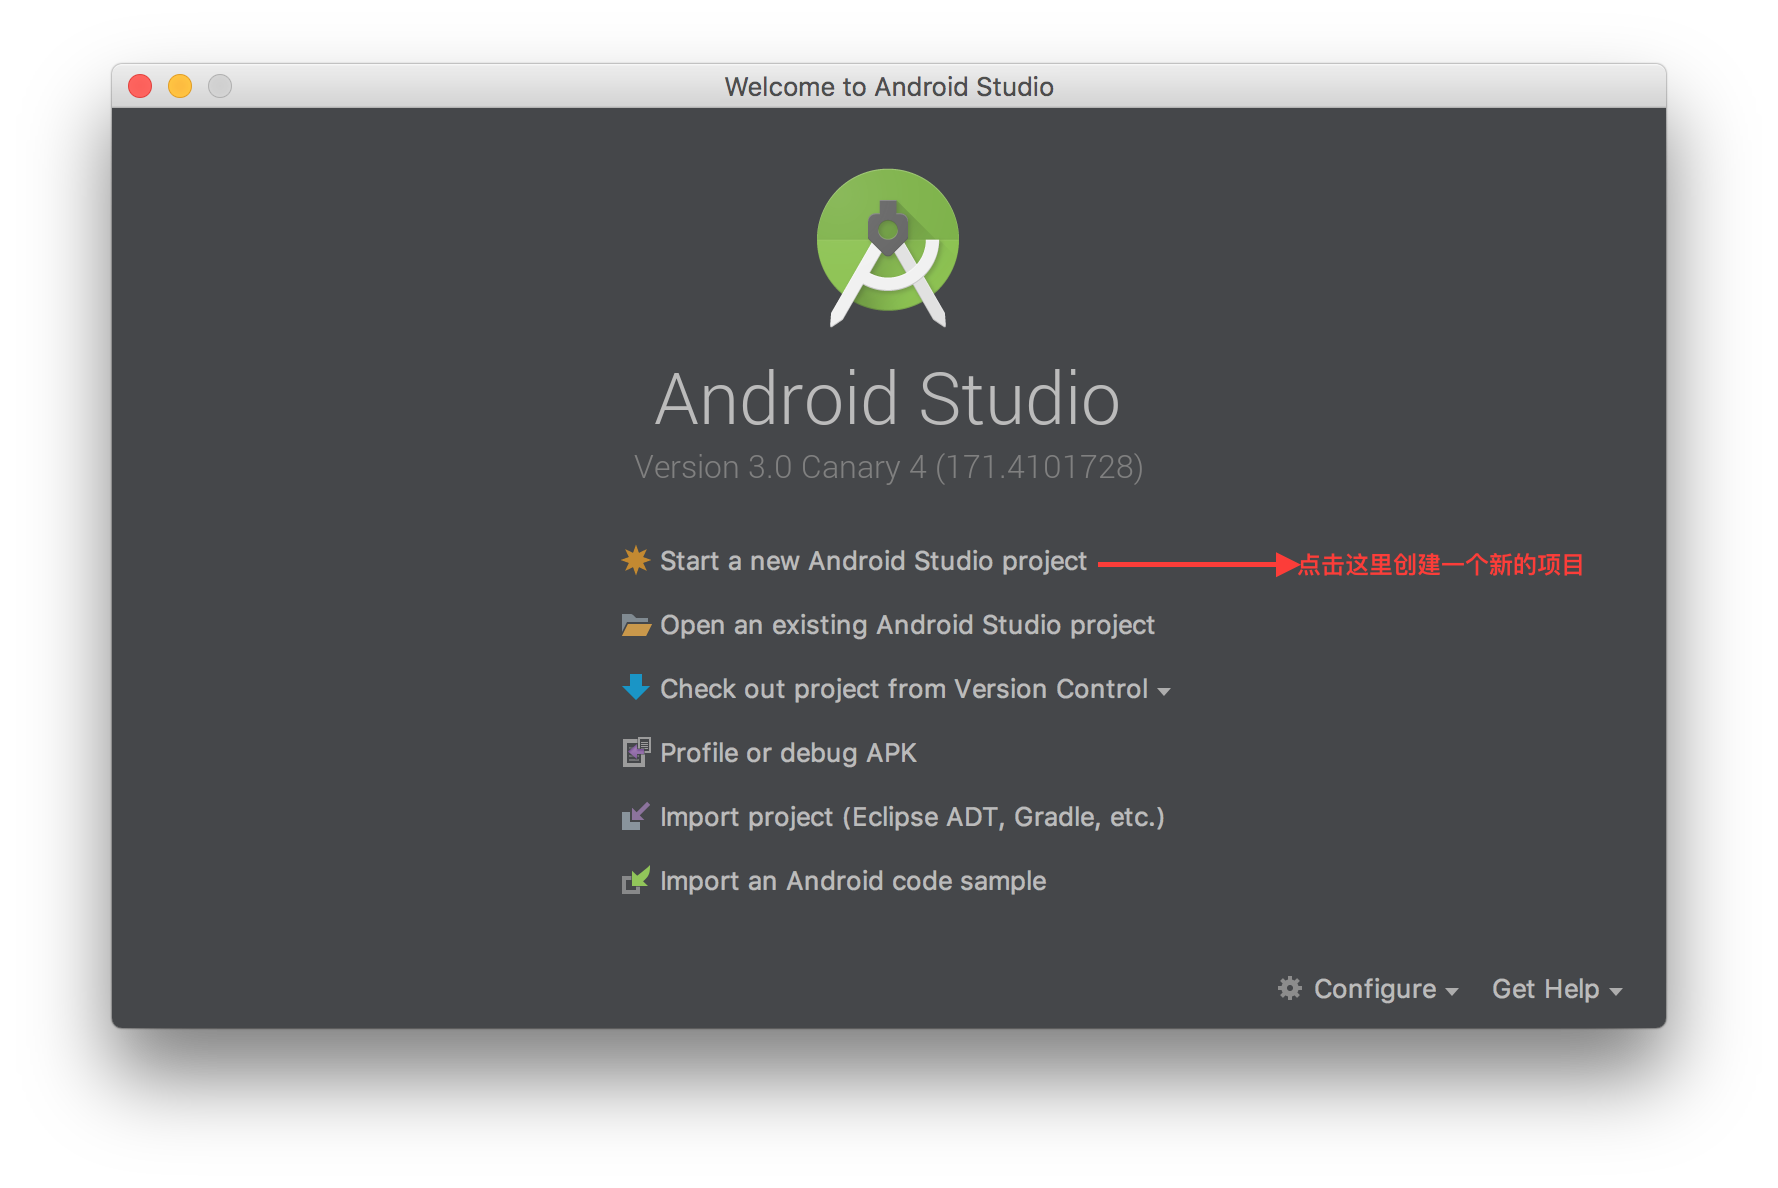 Welcome to Android Studio
Android Studio
Version 3.0 Canary 4 (171.4101728)
Start a new Android Studio project
点击这里创建一个新的项目
Open an existing Android Studio project
Check out project from Version Control
Profile or debug APK
Import project (Eclipse ADT, Gradle, etc.)
Import an Android code sample
Configure
Get Help